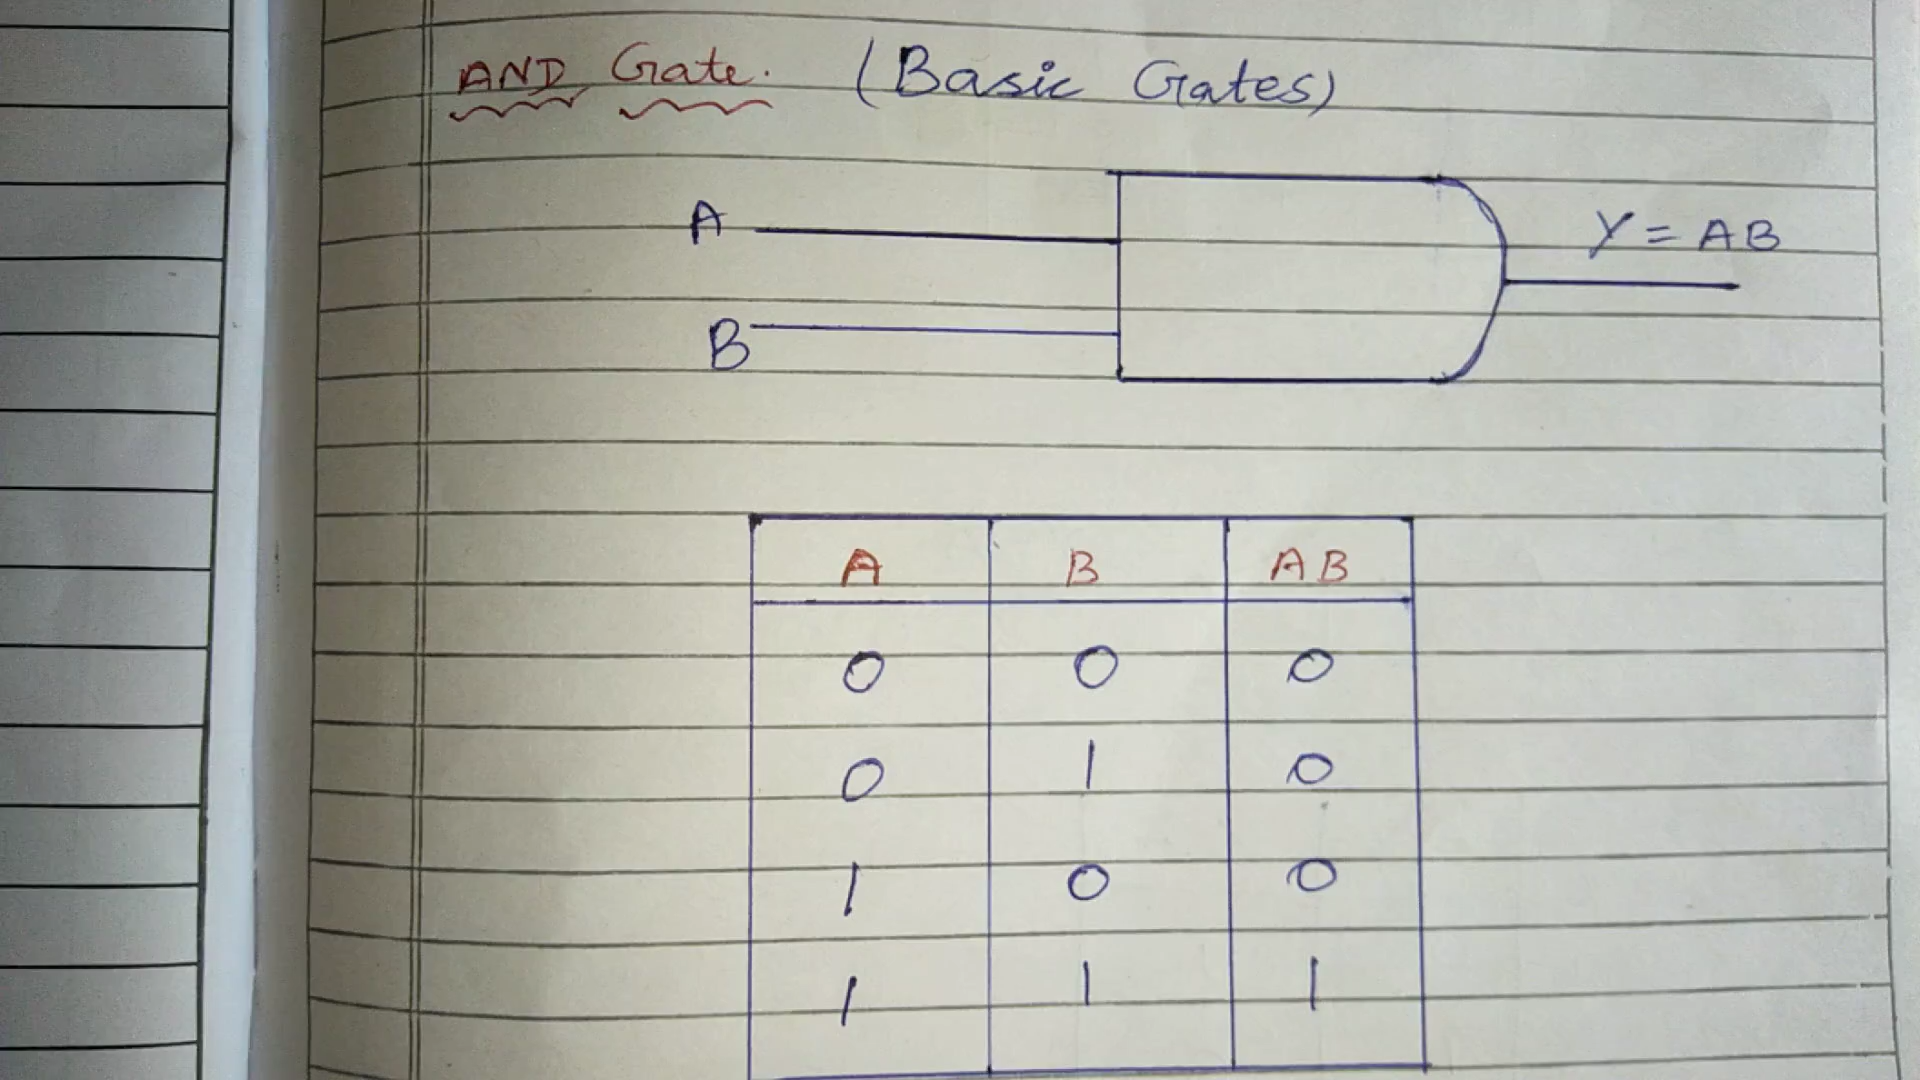 AND Gate. (Basic Gates)
A
Y = AB
B
A B AB
0 0 0
0 1 0
1 0 0
1 1 1